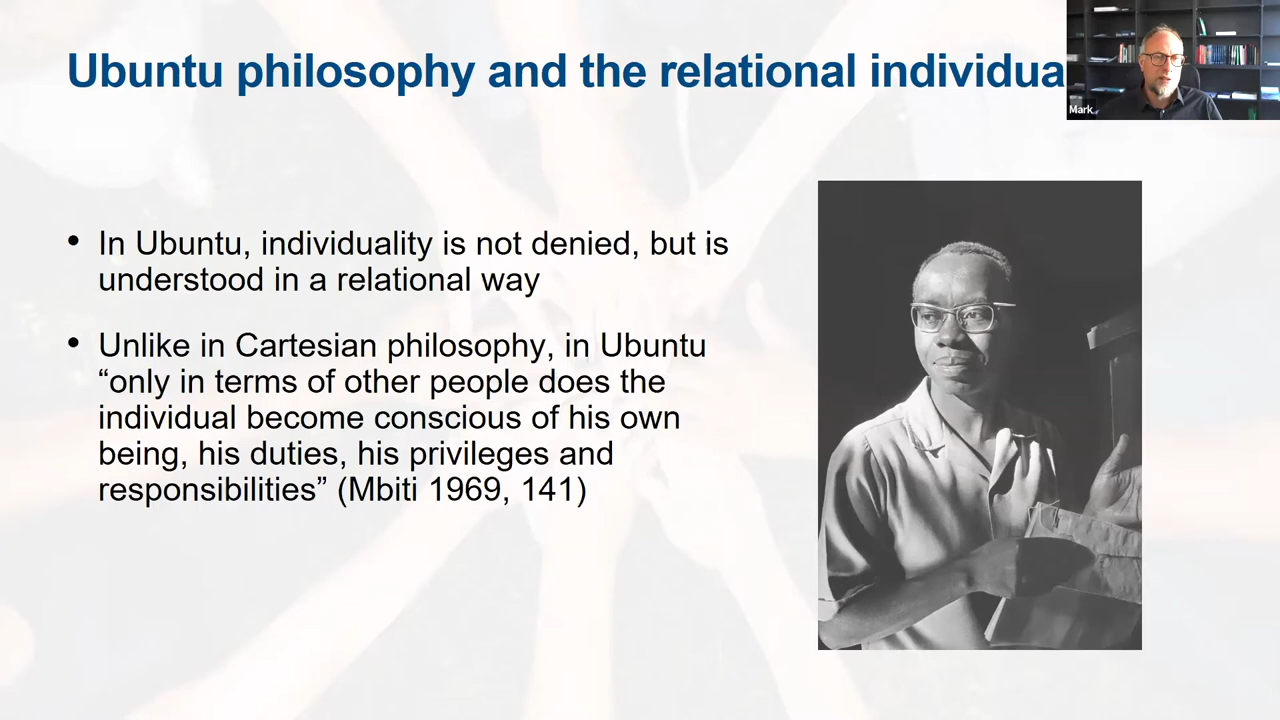 Ubuntu philosophy and the relational individua
Mark
• In Ubuntu, individuality is not denied, but is
understood in a relational way
• Unlike in Cartesian philosophy, in Ubuntu
“only in terms of other people does the
individual become conscious of his own
being, his duties, his privileges and
responsibilities” (Mbiti 1969, 141)